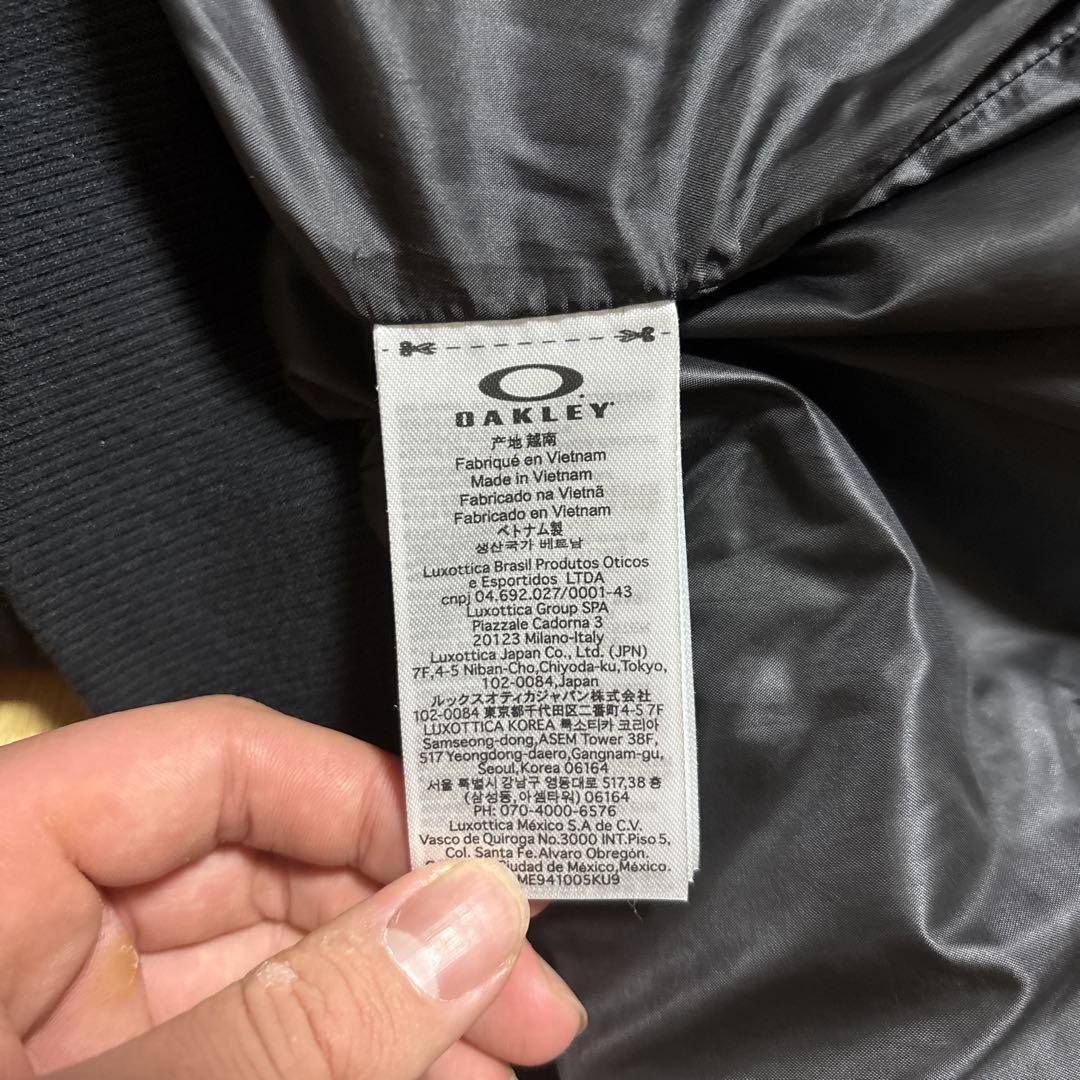 OAKLEY
产地 越南
Fabriqué en Vietnam
Made in Vietnam
Fabricado na Vietnã
Fabricado en Vietnam
ベトナム製
생산국가 베트남
Luxottica Brasil Produtos Oticos
e Esportidos LTDA
cnpj 04.692.027/0001-43
Luxottica Group SPA
Piazzale Cadorna 3
20123 Milano-Italy
Luxottica Japan Co., Ltd. (JPN)
7F,4-5 Niban-Cho,Chiyoda-ku,Tokyo,
102-0084,Japan
ルックスオティカジャパン株式会社
102-0084 東京都千代田区二番町4-5 7F
LUXOTTICA KOREA 룩소티카 코리아
Samseong-dong,ASEM Tower 38F,
517 Yeongdong-daero,Gangnam-gu,
Seoul,Korea 06164
서울 특별시 강남구 영동대로 517,38 층
(삼성동,아셈타워) 06164
PH: 070-4000-6576
Luxottica México S.A de C.V.
Vasco de Quiroga No.3000 INT.Piso 5,
Col. Santa Fe.Alvaro Obregón.
Ciudad de México,México.
ME941005KU9